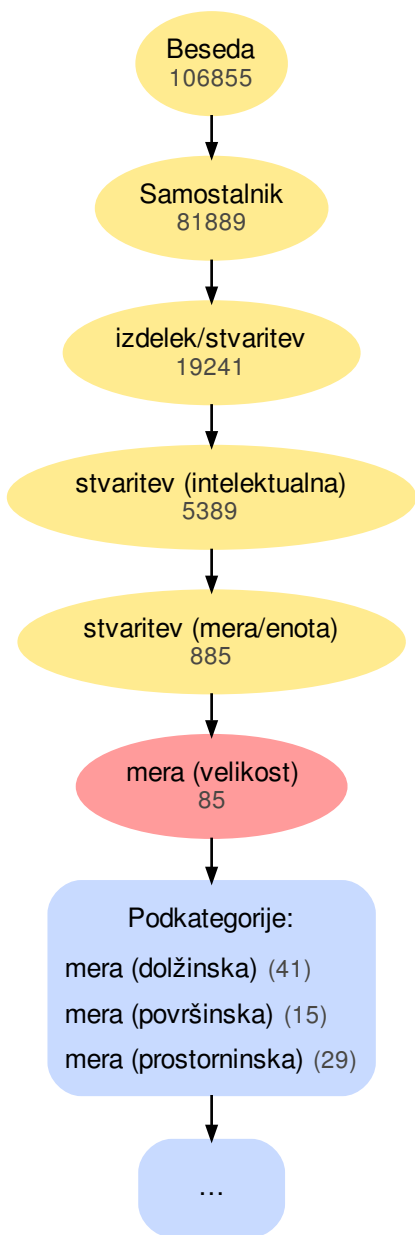 Beseda
106855
Samostalnik
81889
izdelek/stvaritev
19241
stvaritev (intelektualna)
5389
stvaritev (mera/enota)
885
mera (velikost)
85
Podkategorije:
mera (dolžinska) (41)
mera (površinska) (15)
mera (prostorninska) (29)
...